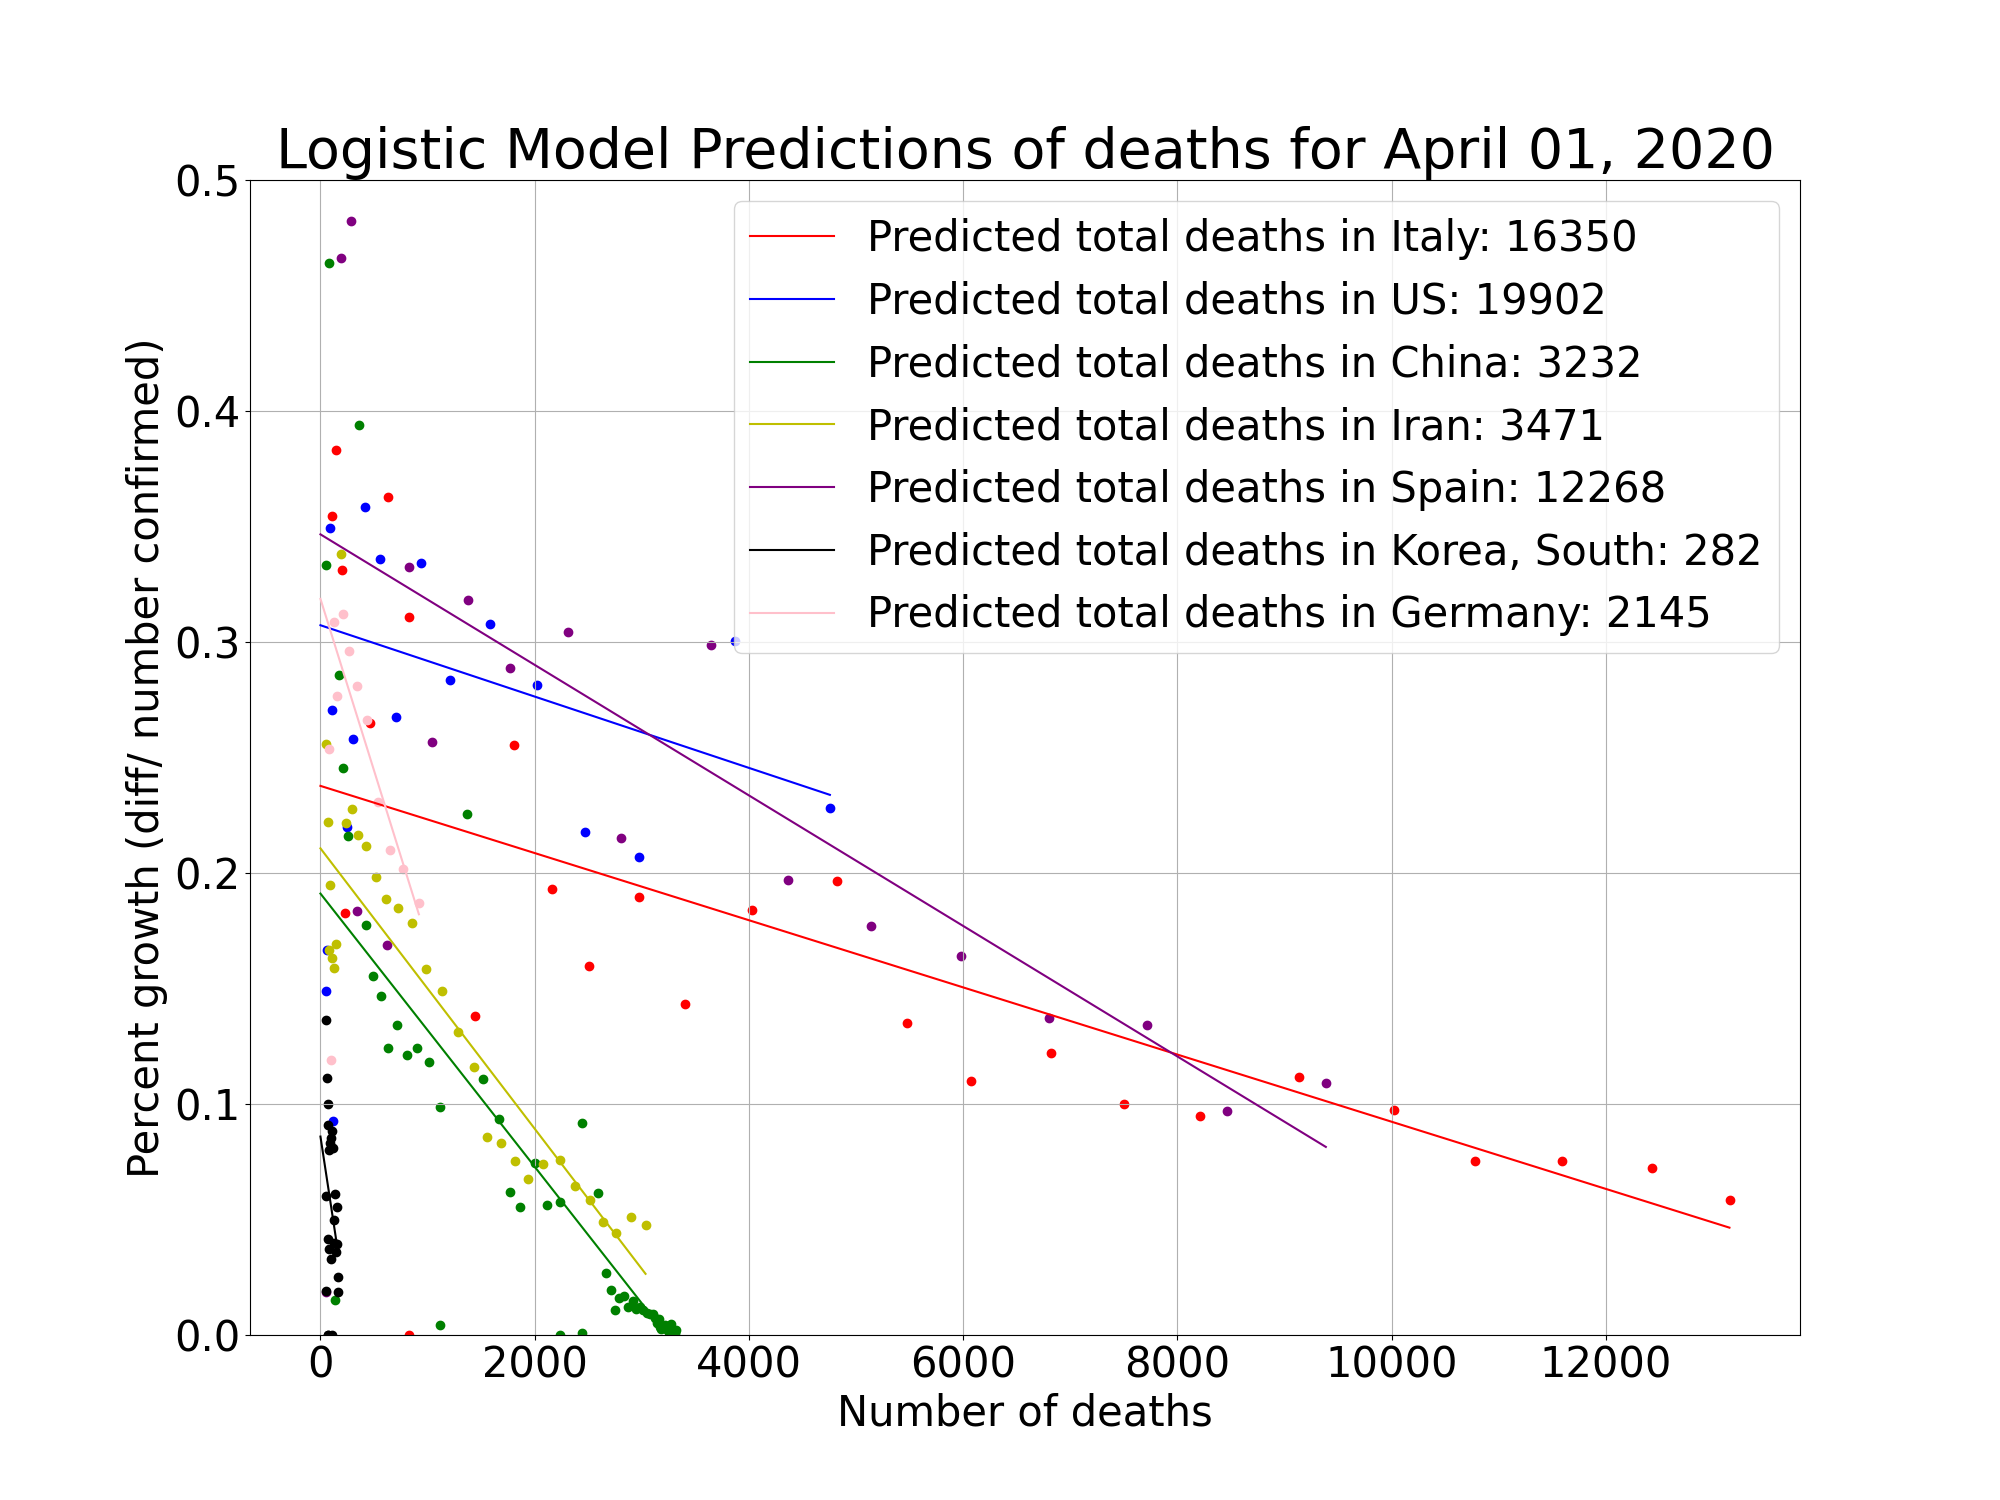 Logistic Model Predictions of deaths for April 01, 2020
Percent growth (diff/ number confirmed)
0.5
0.4
0.3
0.2
0.1
0.0
Predicted total deaths in Italy: 16350
Predicted total deaths in US: 19902
Predicted total deaths in China: 3232
Predicted total deaths in Iran: 3471
Predicted total deaths in Spain: 12268
Predicted total deaths in Korea, South: 282
Predicted total deaths in Germany: 2145
0 2000 4000 6000 8000 10000 12000
Number of deaths